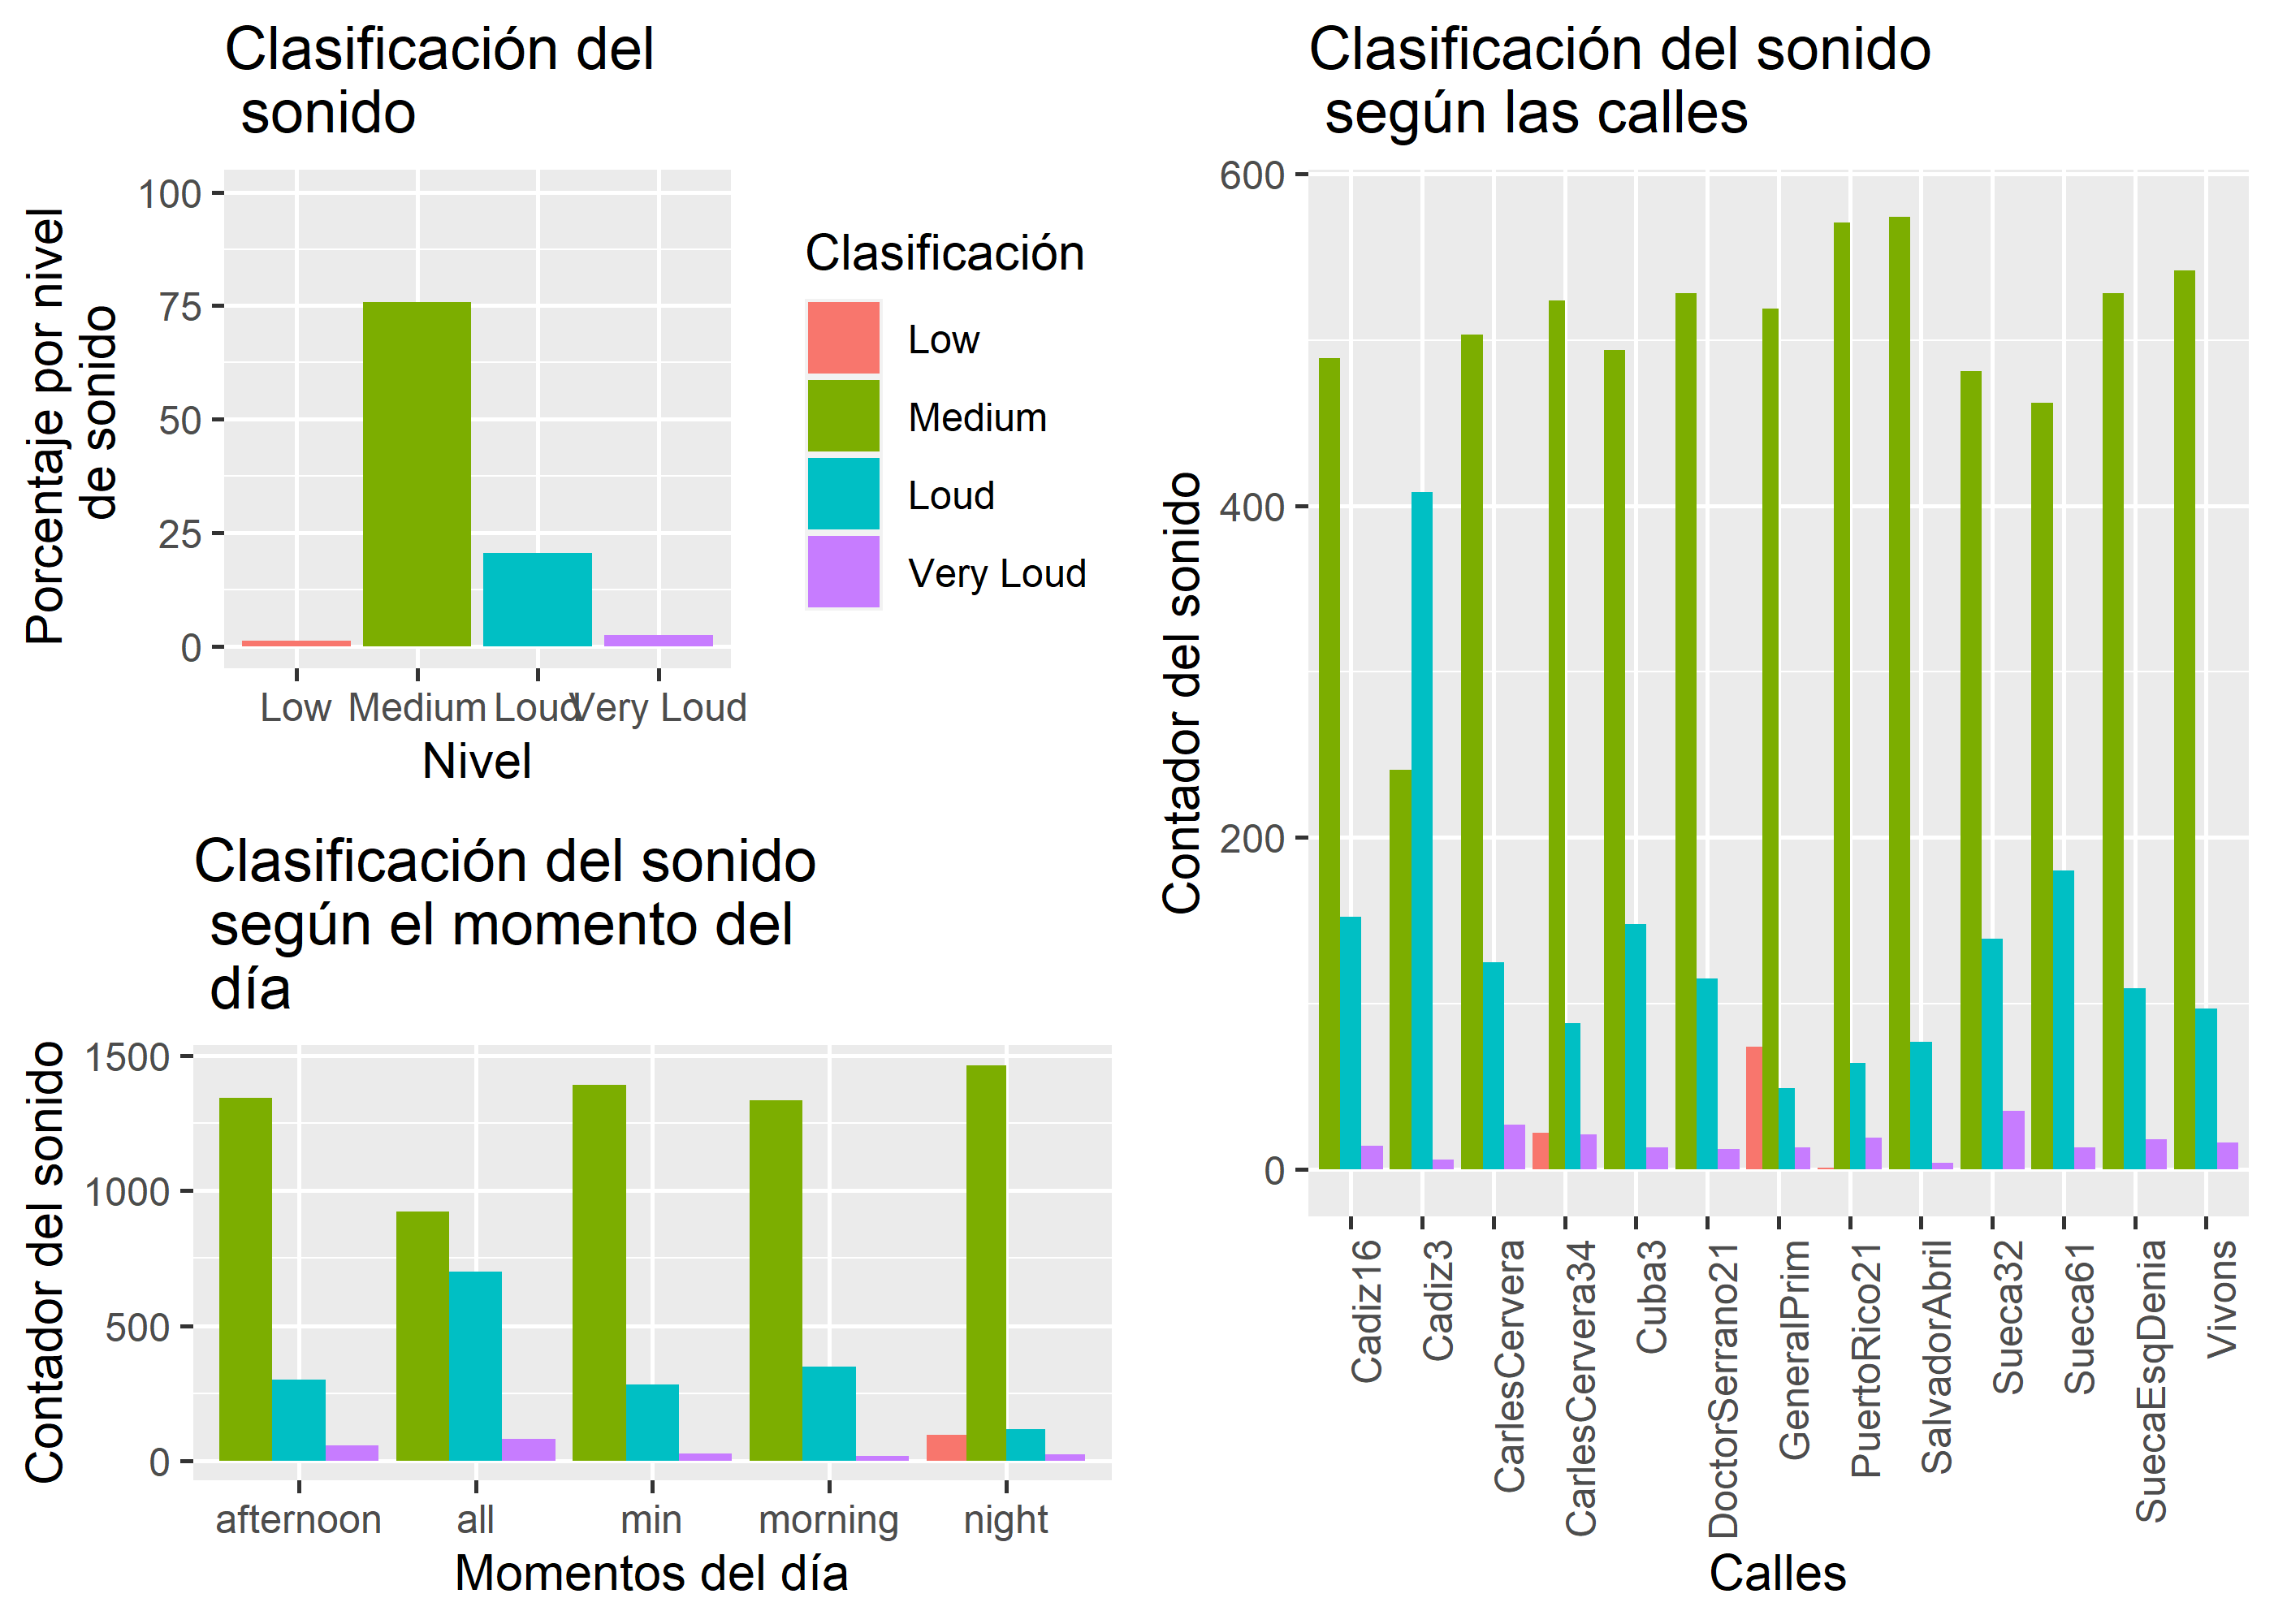 Clasificación del
sonido
Porcentaje por nivel
de sonido
100
75
50
25
0
Low
Medium
Loud
Very Loud
Nivel
Clasificación
Low
Medium
Loud
Very Loud
Clasificación del sonido
según el momento del
día
Contador del sonido
1500
1000
500
0
afternoon
all
min
morning
night
Momentos del día
Clasificación del sonido
según las calles
Contador del sonido
600
400
200
0
Cadiz16
Cadiz3
CarlesCervera
CarlesCervera34
Cuba3
DoctorSerrano21
GeneralPrim
PuertoRico21
SalvadorAbril
Sueca32
Sueca61
SuecaEsqDenia
Vivons
Calles